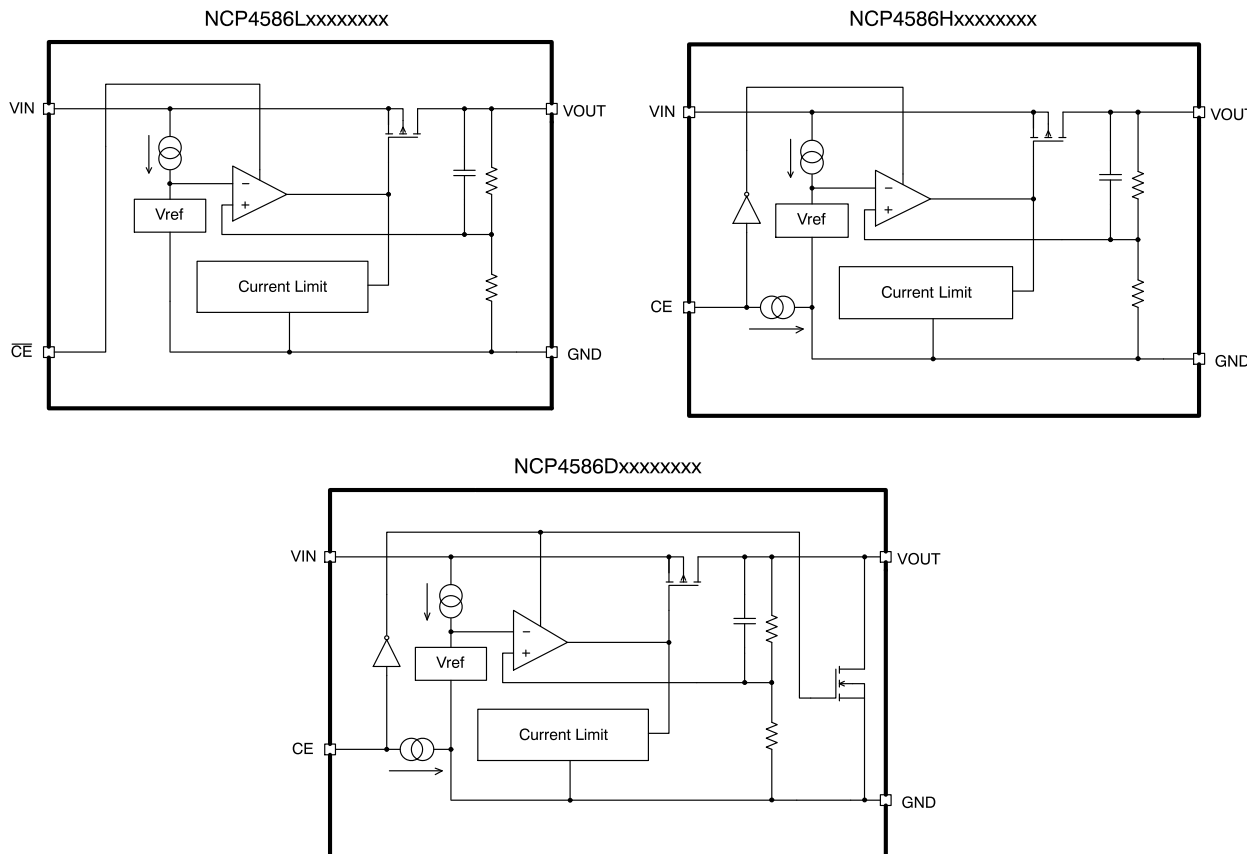 NCP4586Lxxxxxxxx
VIN
VOUT
−
+
Vref
Current Limit
CE
GND
NCP4586Hxxxxxxxx
VIN
VOUT
−
+
Vref
CE
Current Limit
GND
NCP4586Dxxxxxxxx
VIN
VOUT
−
+
Vref
Current Limit
CE
GND